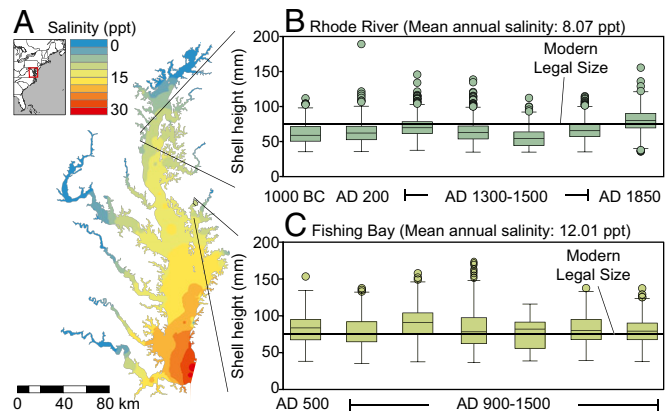 A
Salinity (ppt)
0
15
30
0 40 80
km
B Rhode River (Mean annual salinity: 8.07 ppt)
200
150
100
50
0
Shell height (mm)
Modern
Legal Size
1000 BC AD 200 AD 1300-1500 AD 1850
C Fishing Bay (Mean annual salinity: 12.01 ppt)
200
150
100
50
0
Shell height (mm)
Modern
Legal Size
AD 500 AD 900-1500